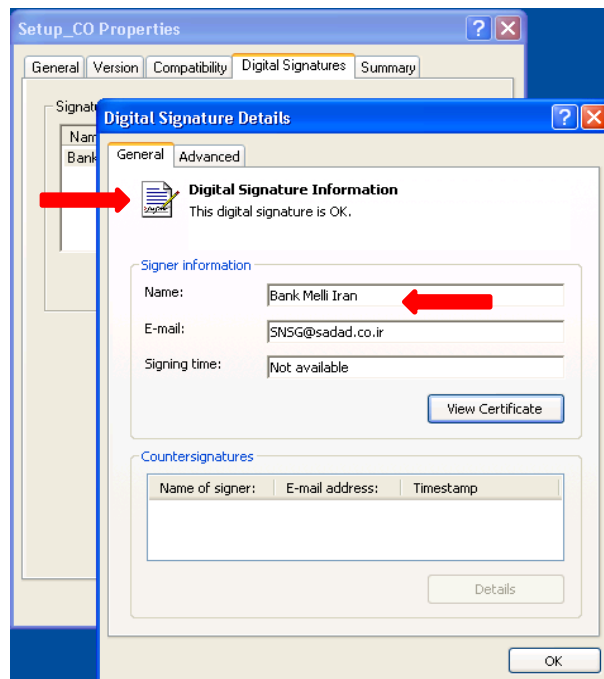 Setup_CO Properties
General Version Compatibility Digital Signatures Summary
Digital Signature Details
General Advanced
Digital Signature Information
This digital signature is OK.
Signer information
Name: Bank Melli Iran
E-mail: SNSG@sadad.co.ir
Signing time: Not available
View Certificate
Countersignatures
Name of signer: E-mail address: Timestamp
Details
OK